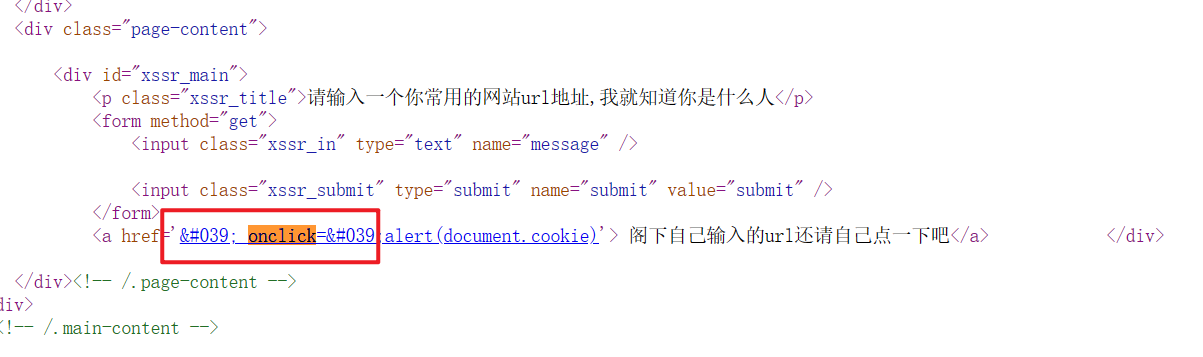 </div>
<div class="page-content">
<div id="xssr_main">
<p class="xssr_title">请输入一个你常用的网站url地址,我就知道你是什么人</p>
<form method="get">
<input class="xssr_in" type="text" name="message" />
<input class="xssr_submit" type="submit" name="submit" value="submit" />
</form>
<a href='&#039; onclick=&#039;alert(document.cookie)'> 阁下自己输入的url还请自己点一下吧</a> </div>
</div><!-- /.page-content -->
div>
<!-- /.main-content -->